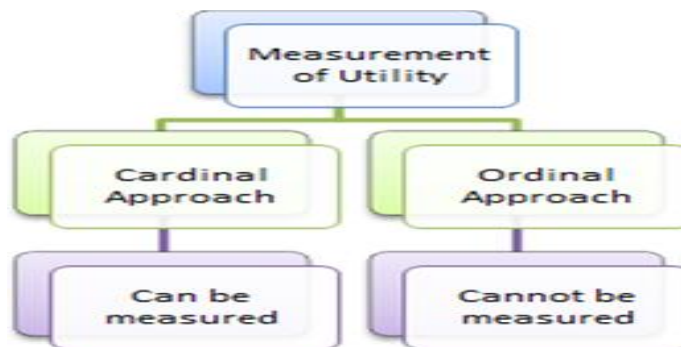 Measurement
of Utility
Cardinal
Approach
Ordinal
Approach
Can be
measured
Cannot be
measured